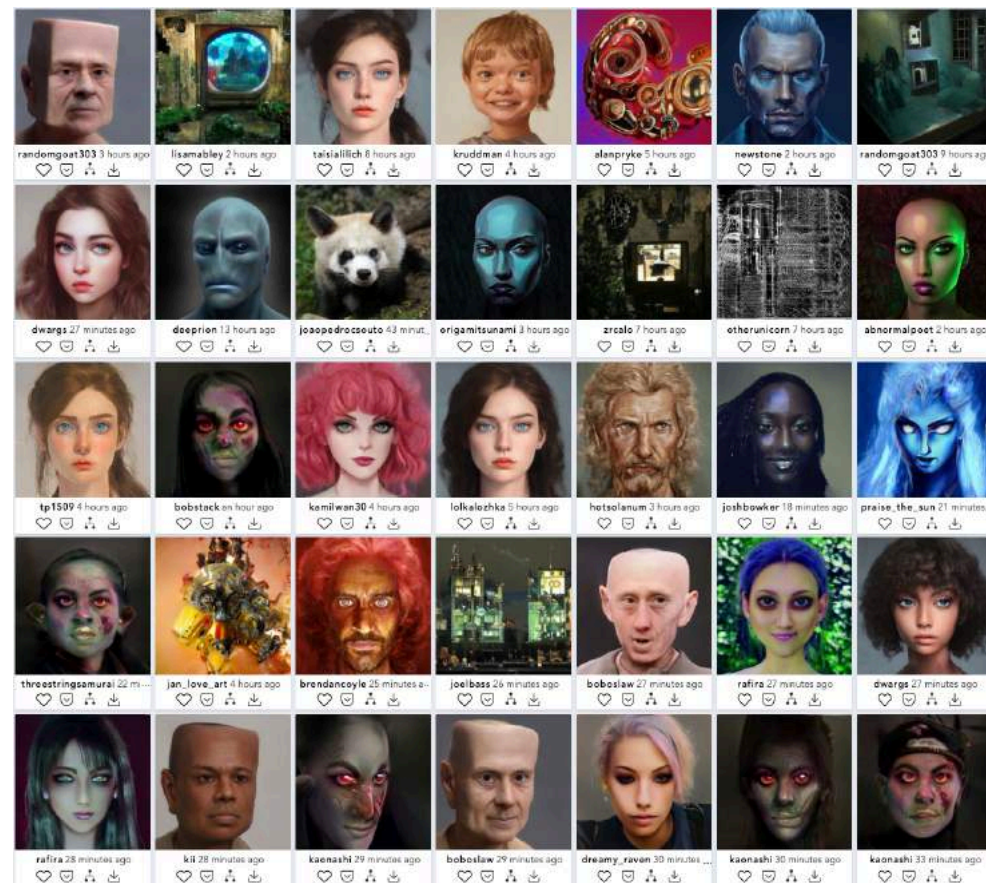 randomgoat303 3 hours ago
lisamabley 2 hours ago
taisialilich 8 hours ago
kruddman 4 hours ago
alanpryke 5 hours ago
newstone 2 hours ago
randomgoat303 9 hours ago
dwargs 27 minutes ago
deeprion 13 hours ago
joaopedrocsouto 43 minut...
origamitsunami 3 hours ago
zrcalo 7 hours ago
otherunicorn 7 hours ago
abnormalpoet 2 hours ago
tp1509 4 hours ago
bobstack an hour ago
kamilwan30 4 hours ago
lolkalozhka 5 hours ago
hotsolanum 3 hours ago
joshbowker 18 minutes ago
praise_the_sun 21 minutes
threestringsamurai 22 mi...
jan_love_art 4 hours ago
brendancoyle 25 minutes a...
joelbass 26 minutes ago
boboslaw 27 minutes ago
rafira 27 minutes ago
dwargs 27 minutes ago
rafira 28 minutes ago
kii 28 minutes ago
kaonashi 29 minutes ago
boboslaw 29 minutes ago
dreamy_raven 30 minutes ...
kaonashi 30 minutes ago
kaonashi 33 minutes ago